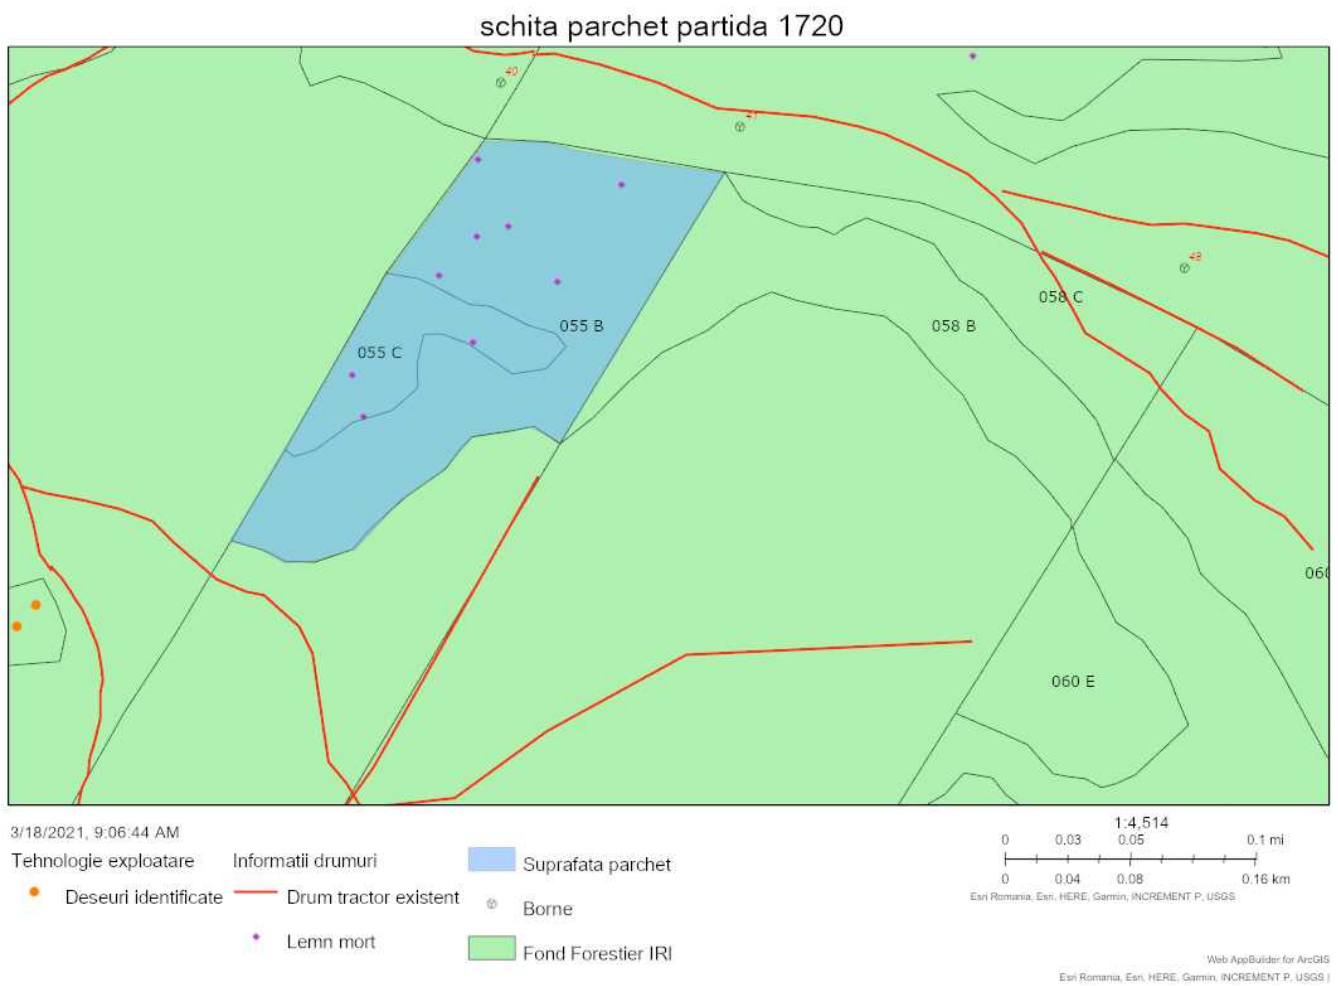 schita parchet partida 1720
40
41
48
058 C
055 B
058 B
055 C
060
060 E
3/18/2021, 9:06:44 AM
1:4,514
0 0.03 0.05 0.1 mi
0 0.04 0.08 0.16 km
Esri Romania, Esri, HERE, Garmin, INCREMENT P, USGS
Tehnologie exploatare
Deseuri identificate
Informatii drumuri
Drum tractor existent
Lemn mort
Suprafata parchet
Borne
Fond Forestier IRI
Web AppBuilder for ArcGIS
Esri Romania, Esri, HERE, Garmin, INCREMENT P, USGS |